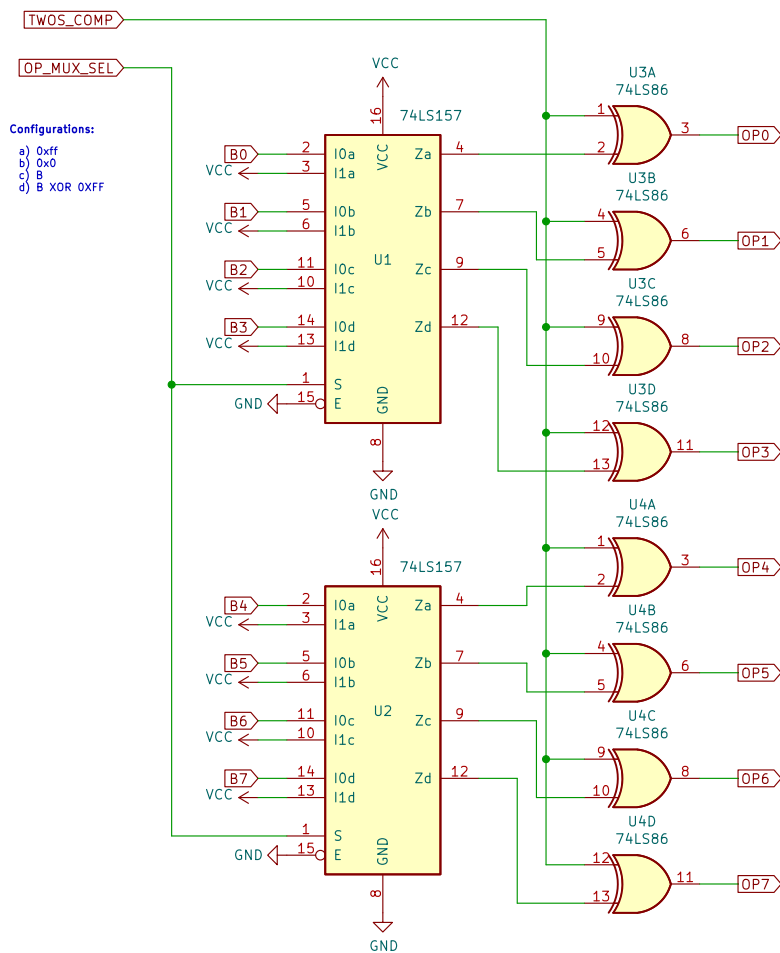 TWOS_COMP
OP_MUX_SEL
Configurations:
a) 0xff
b) 0x0
c) B
d) B XOR 0XFF
VCC
16
74LS157
VCC
B0
2
I0a
Za
4
VCC
3
I1a
B1
5
I0b
Zb
7
VCC
6
I1b
B2
11
I0c
U1
Zc
9
VCC
10
I1c
B3
14
I0d
Zd
12
VCC
13
I1d
1
S
GND
15
E
GND
8
GND
VCC
16
74LS157
VCC
B4
2
I0a
Za
4
VCC
3
I1a
B5
5
I0b
Zb
7
VCC
6
I1b
B6
11
I0c
U2
Zc
9
VCC
10
I1c
B7
14
I0d
Zd
12
VCC
13
I1d
1
S
GND
15
E
GND
8
GND
U3A
74LS86
1
2
3
OP0
U3B
74LS86
4
5
6
OP1
U3C
74LS86
9
10
8
OP2
U3D
74LS86
12
13
11
OP3
U4A
74LS86
1
2
3
OP4
U4B
74LS86
4
5
6
OP5
U4C
74LS86
9
10
8
OP6
U4D
74LS86
12
13
11
OP7